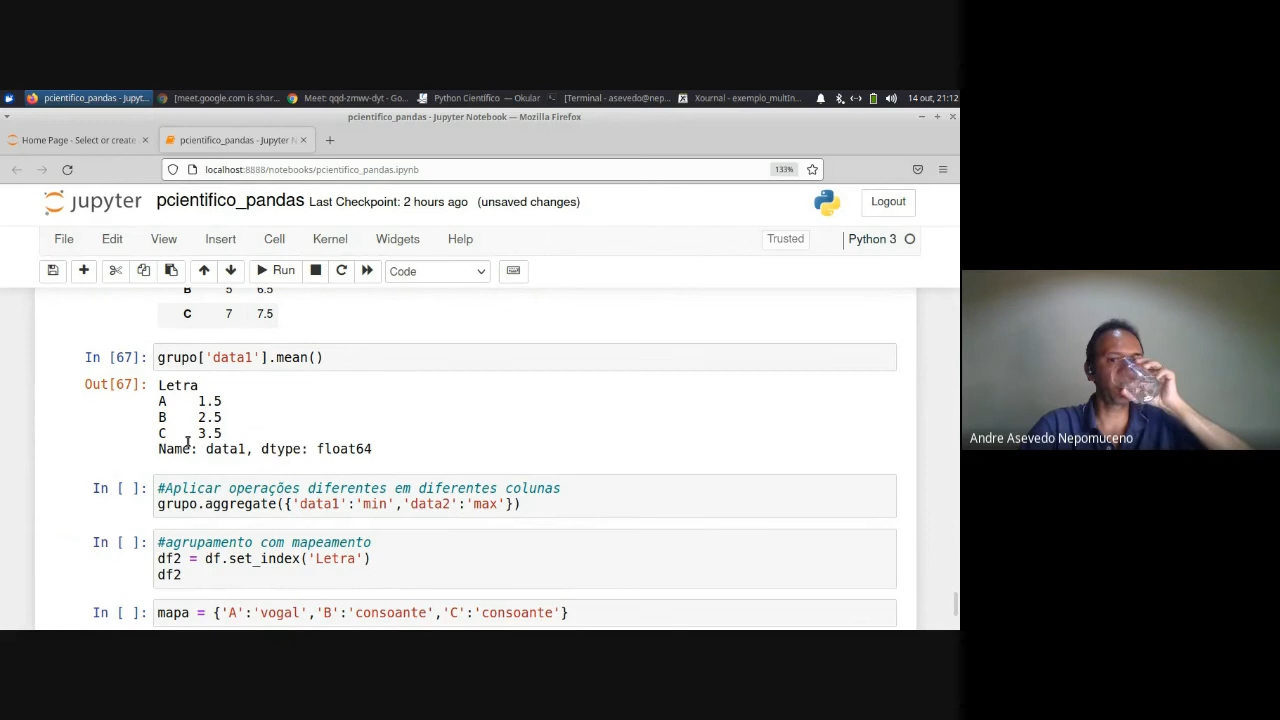 pcientifico_pandas - Jupyt...
[meet.google.com is shar...
Meet: qqd-zmwv-dyt - Go...
Python Científico — Okular
[Terminal - asevedo@nep...
Xournal - exemplo_multIn...
14 out, 21:12
pcientifico_pandas - Jupyter Notebook — Mozilla Firefox
Home Page - Select or create
pcientifico_pandas - Jupyter N
localhost:8888/notebooks/pcientifico_pandas.ipynb
133%
jupyter pcientifico_pandas Last Checkpoint: 2 hours ago (unsaved changes)
Logout
File Edit View Insert Cell Kernel Widgets Help
Trusted
Python 3
Run
Code
B 5 6.5
C 7 7.5
In [67]: grupo['data1'].mean()
Out[67]: Letra
A 1.5
B 2.5
C 3.5
Name: data1, dtype: float64
In [ ]: #Aplicar operações diferentes em diferentes colunas
grupo.aggregate({'data1':'min','data2':'max'})
In [ ]: #agrupamento com mapeamento
df2 = df.set_index('Letra')
df2
In [ ]: mapa = {'A':'vogal','B':'consoante','C':'consoante'}
Andre Asevedo Nepomuceno